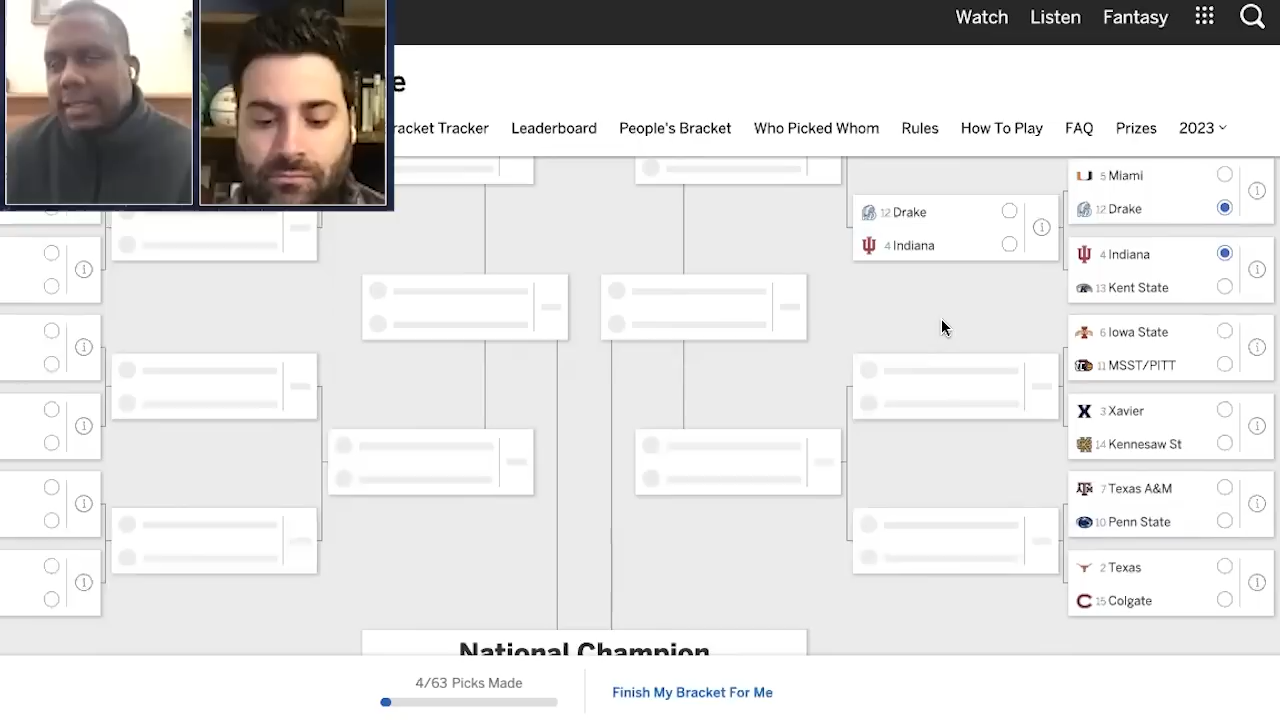 Watch Listen Fantasy
e
racket Tracker Leaderboard People's Bracket Who Picked Whom Rules How To Play FAQ Prizes 2023
5 Miami
12 Drake
12 Drake
4 Indiana
4 Indiana
13 Kent State
6 Iowa State
11 MSST/PITT
3 Xavier
14 Kennesaw St
7 Texas A&M
10 Penn State
2 Texas
15 Colgate
National Champion
4/63 Picks Made
Finish My Bracket For Me